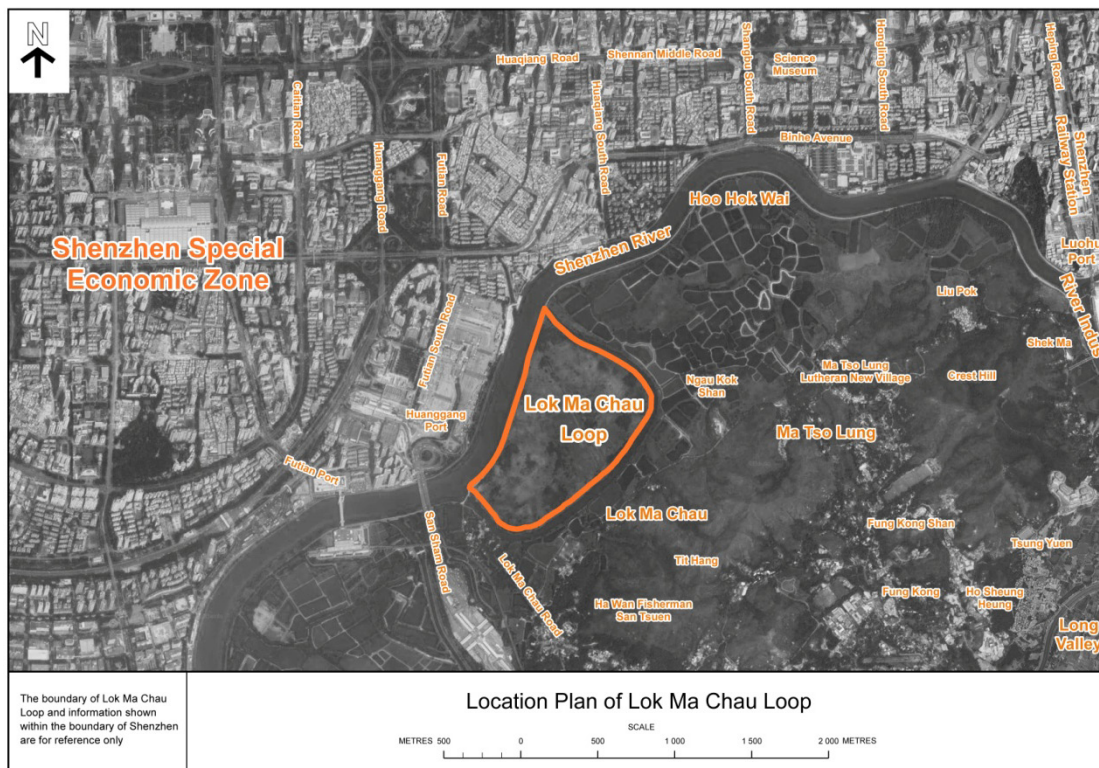 N
Huaqiang Road
Shennan Middle Road
Shangbu South Road
Science
Museum
Hongling South Road
Heping Road
Caitian Road
Huanggang Road
Futian Road
Huaqiang South Road
Binhe Avenue
Shenzhen
Railway Station
Hoo Hok Wai
Shenzhen Special
Economic Zone
Shenzhen River
Luohu
Port
River Indus
Liu Pok
Shek Ma
Futian South Road
Ma Tso Lung
Lutheran New Village
Crest Hill
Ngau Kok
Shan
Lok Ma Chau
Loop
Huanggang
Port
Ma Tso Lung
Futian Port
Lok Ma Chau
San Sham Road
Fung Kong Shan
Tsung Yuen
Lok Ma Chau Road
Tit Hang
Fung Kong
Ho Sheung
Heung
Ha Wan Fisherman
San Tsuen
Long
Valley
The boundary of Lok Ma Chau
Loop and information shown
within the boundary of Shenzhen
are for reference only
Location Plan of Lok Ma Chau Loop
SCALE
METRES 500 0 500 1 000 1 500 2 000 METRES